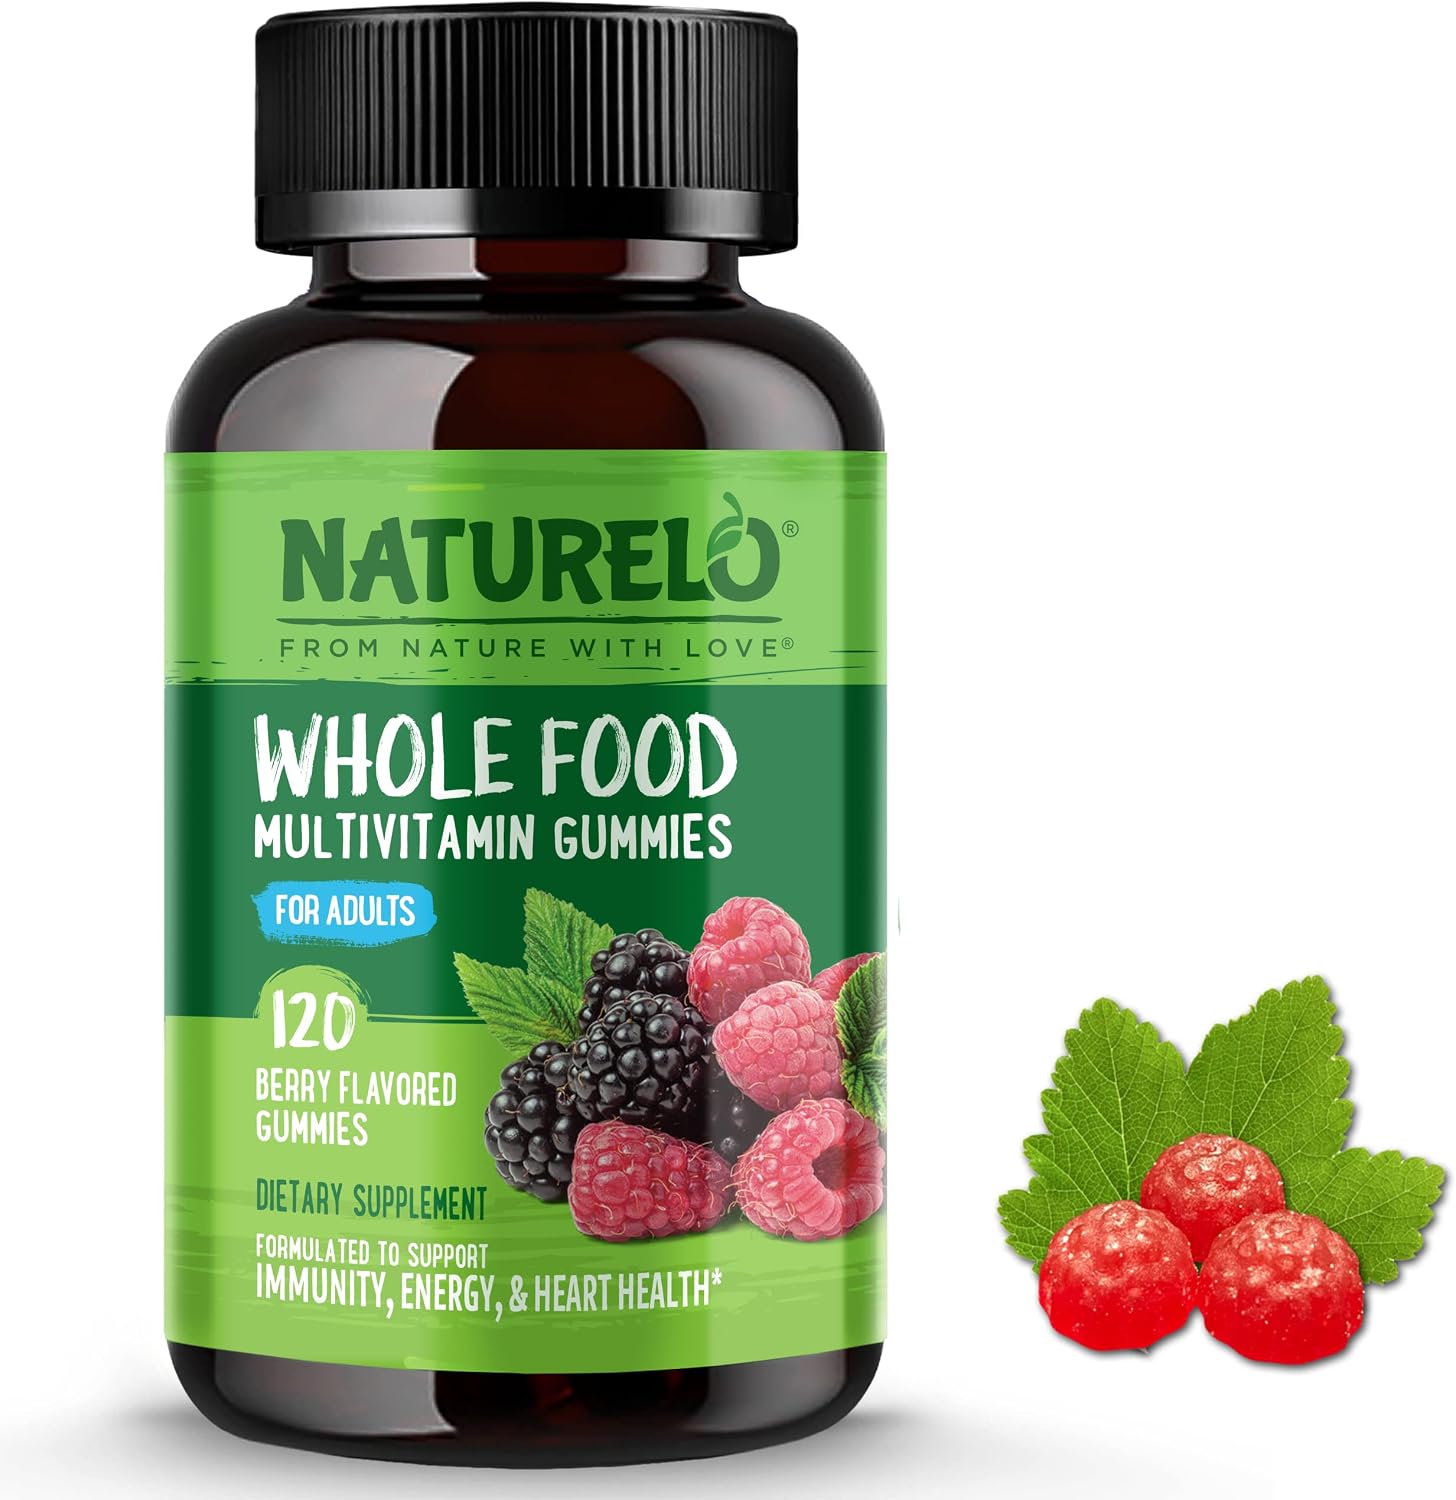 NATURELO®
FROM NATURE WITH LOVE®
WHOLE FOOD
MULTIVITAMIN GUMMIES
FOR ADULTS
120
BERRY FLAVORED
GUMMIES
DIETARY SUPPLEMENT
FORMULATED TO SUPPORT
IMMUNITY, ENERGY, & HEART HEALTH*